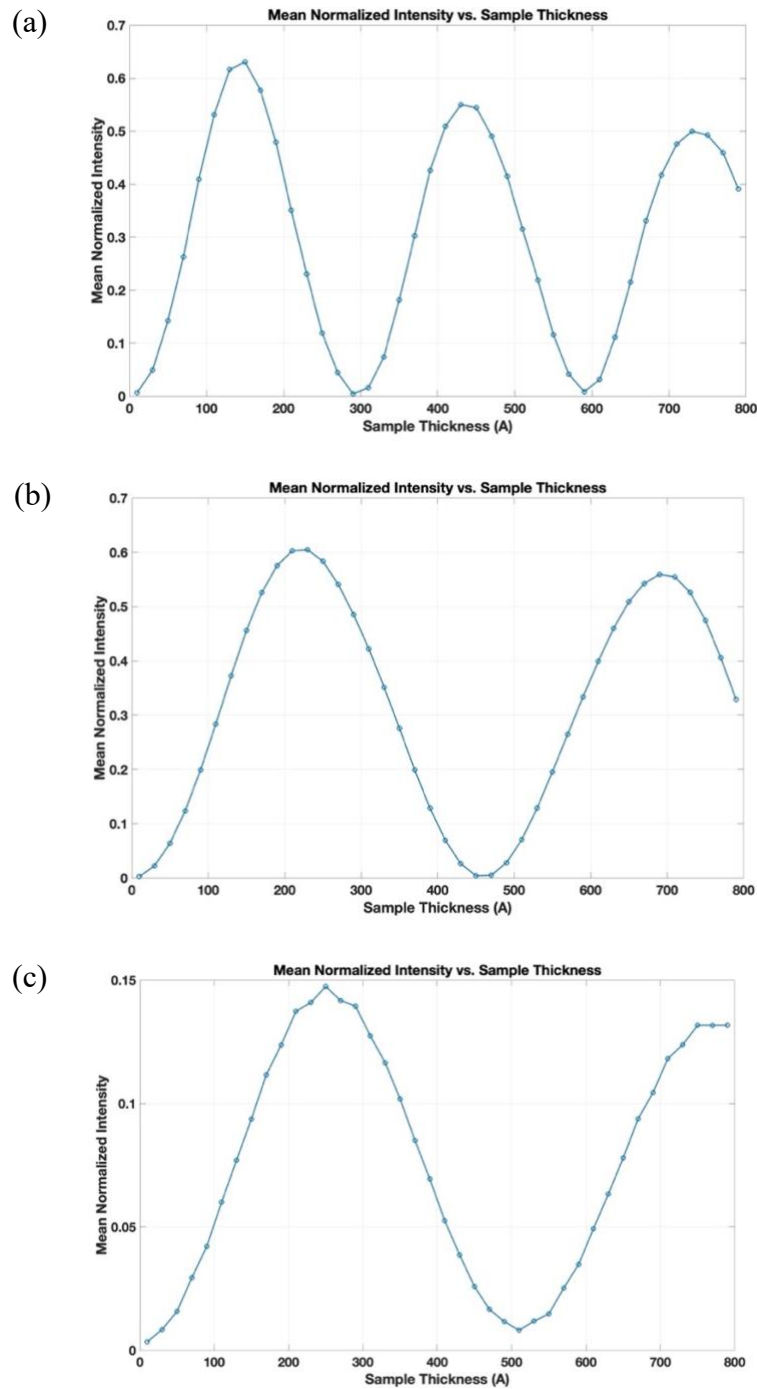 (a)
Mean Normalized Intensity vs. Sample Thickness
0.7
0.6
0.5
0.4
0.3
0.2
0.1
0
Mean Normalized Intensity
0 100 200 300 400 500 600 700 800
Sample Thickness (A)
(b)
Mean Normalized Intensity vs. Sample Thickness
0.7
0.6
0.5
0.4
0.3
0.2
0.1
0
Mean Normalized Intensity
0 100 200 300 400 500 600 700 800
Sample Thickness (A)
(c)
Mean Normalized Intensity vs. Sample Thickness
0.15
0.1
0.05
0
Mean Normalized Intensity
0 100 200 300 400 500 600 700 800
Sample Thickness (A)